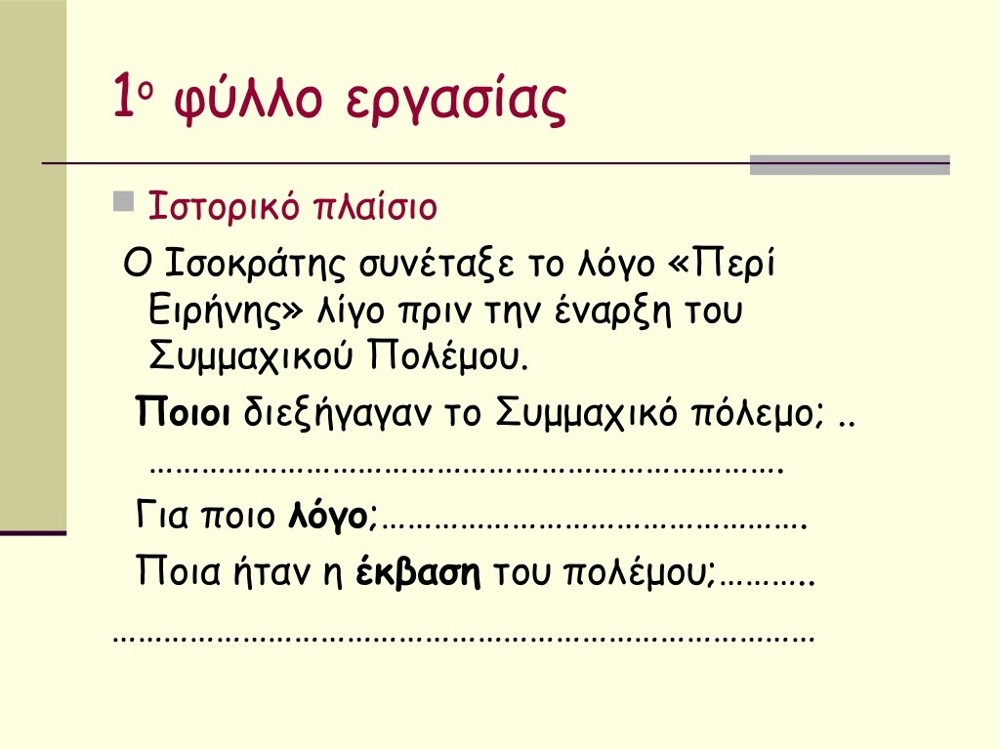 1ο φύλλο εργασίας
Ιστορικό πλαίσιο
Ο Ισοκράτης συνέταξε το λόγο «Περί
Ειρήνης» λίγο πριν την έναρξη του
Συμμαχικού Πολέμου.
Ποιοι διεξήγαγαν το Συμμαχικό πόλεμο; ..
……………………………………………………………….
Για ποιο λόγο;………………………………………….
Ποια ήταν η έκβαση του πολέμου;………..
………………………………………………………………………